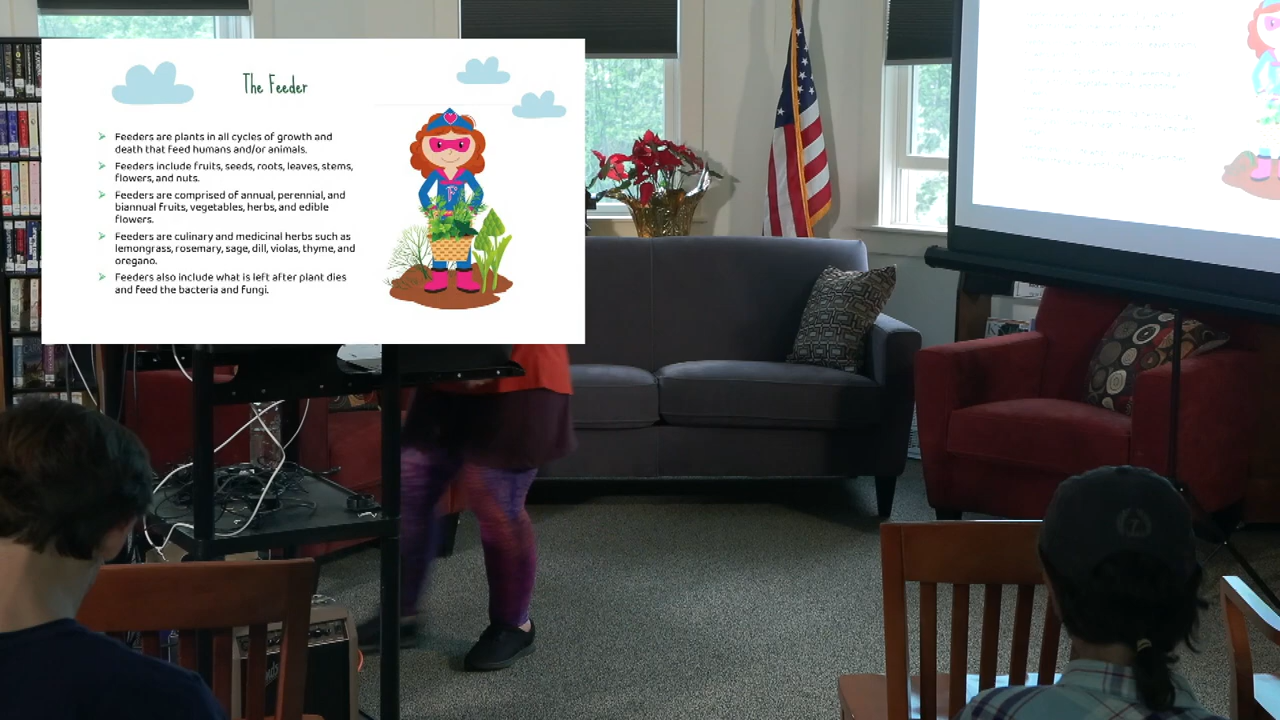 The Feeder
Feeders are plants in all cycles of growth and
death that feed humans and/or animals.
Feeders include fruits, seeds, roots, leaves, stems,
flowers, and nuts.
Feeders are comprised of annual, perennial, and
biannual fruits, vegetables, herbs, and edible
flowers.
Feeders are culinary and medicinal herbs such as
lemongrass, rosemary, sage, dill, violas, thyme, and
oregano.
Feeders also include what is left after plant dies
and feed the bacteria and fungi.
F